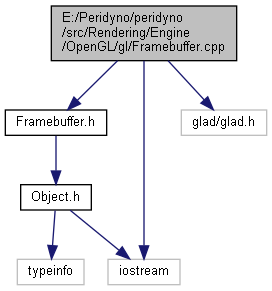 E:/Peridyno/peridyno
/src/Rendering/Engine
/OpenGL/gl/Framebuffer.cpp
Framebuffer.h
glad/glad.h
Object.h
typeinfo
iostream